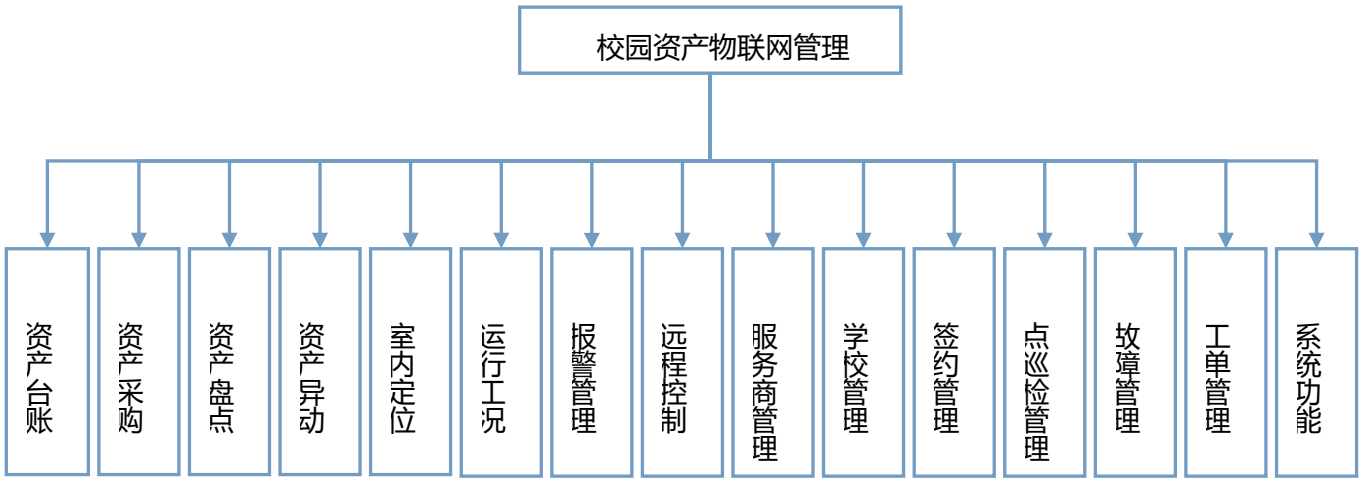 校园资产物联网管理
资产台账
资产采购
资产盘点
资产异动
室内定位
运行工况
报警管理
远程控制
服务商管理
学校管理
签约管理
点巡检管理
故障管理
工单管理
系统功能